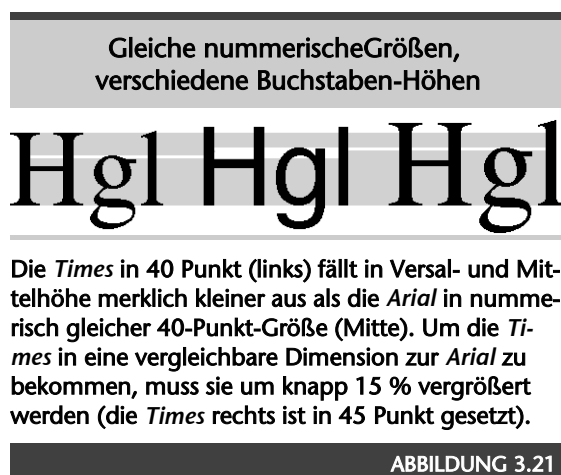 Gleiche nummerischeGrößen,
verschiedene Buchstaben-Höhen
Hgl Hgl Hgl
Die Times in 40 Punkt (links) fällt in Versal- und Mit-
telhöhe merklich kleiner aus als die Arial in numme-
risch gleicher 40-Punkt-Größe (Mitte). Um die Ti-
mes in eine vergleichbare Dimension zur Arial zu
bekommen, muss sie um knapp 15 % vergrößert
werden (die Times rechts ist in 45 Punkt gesetzt).
ABBILDUNG 3.21